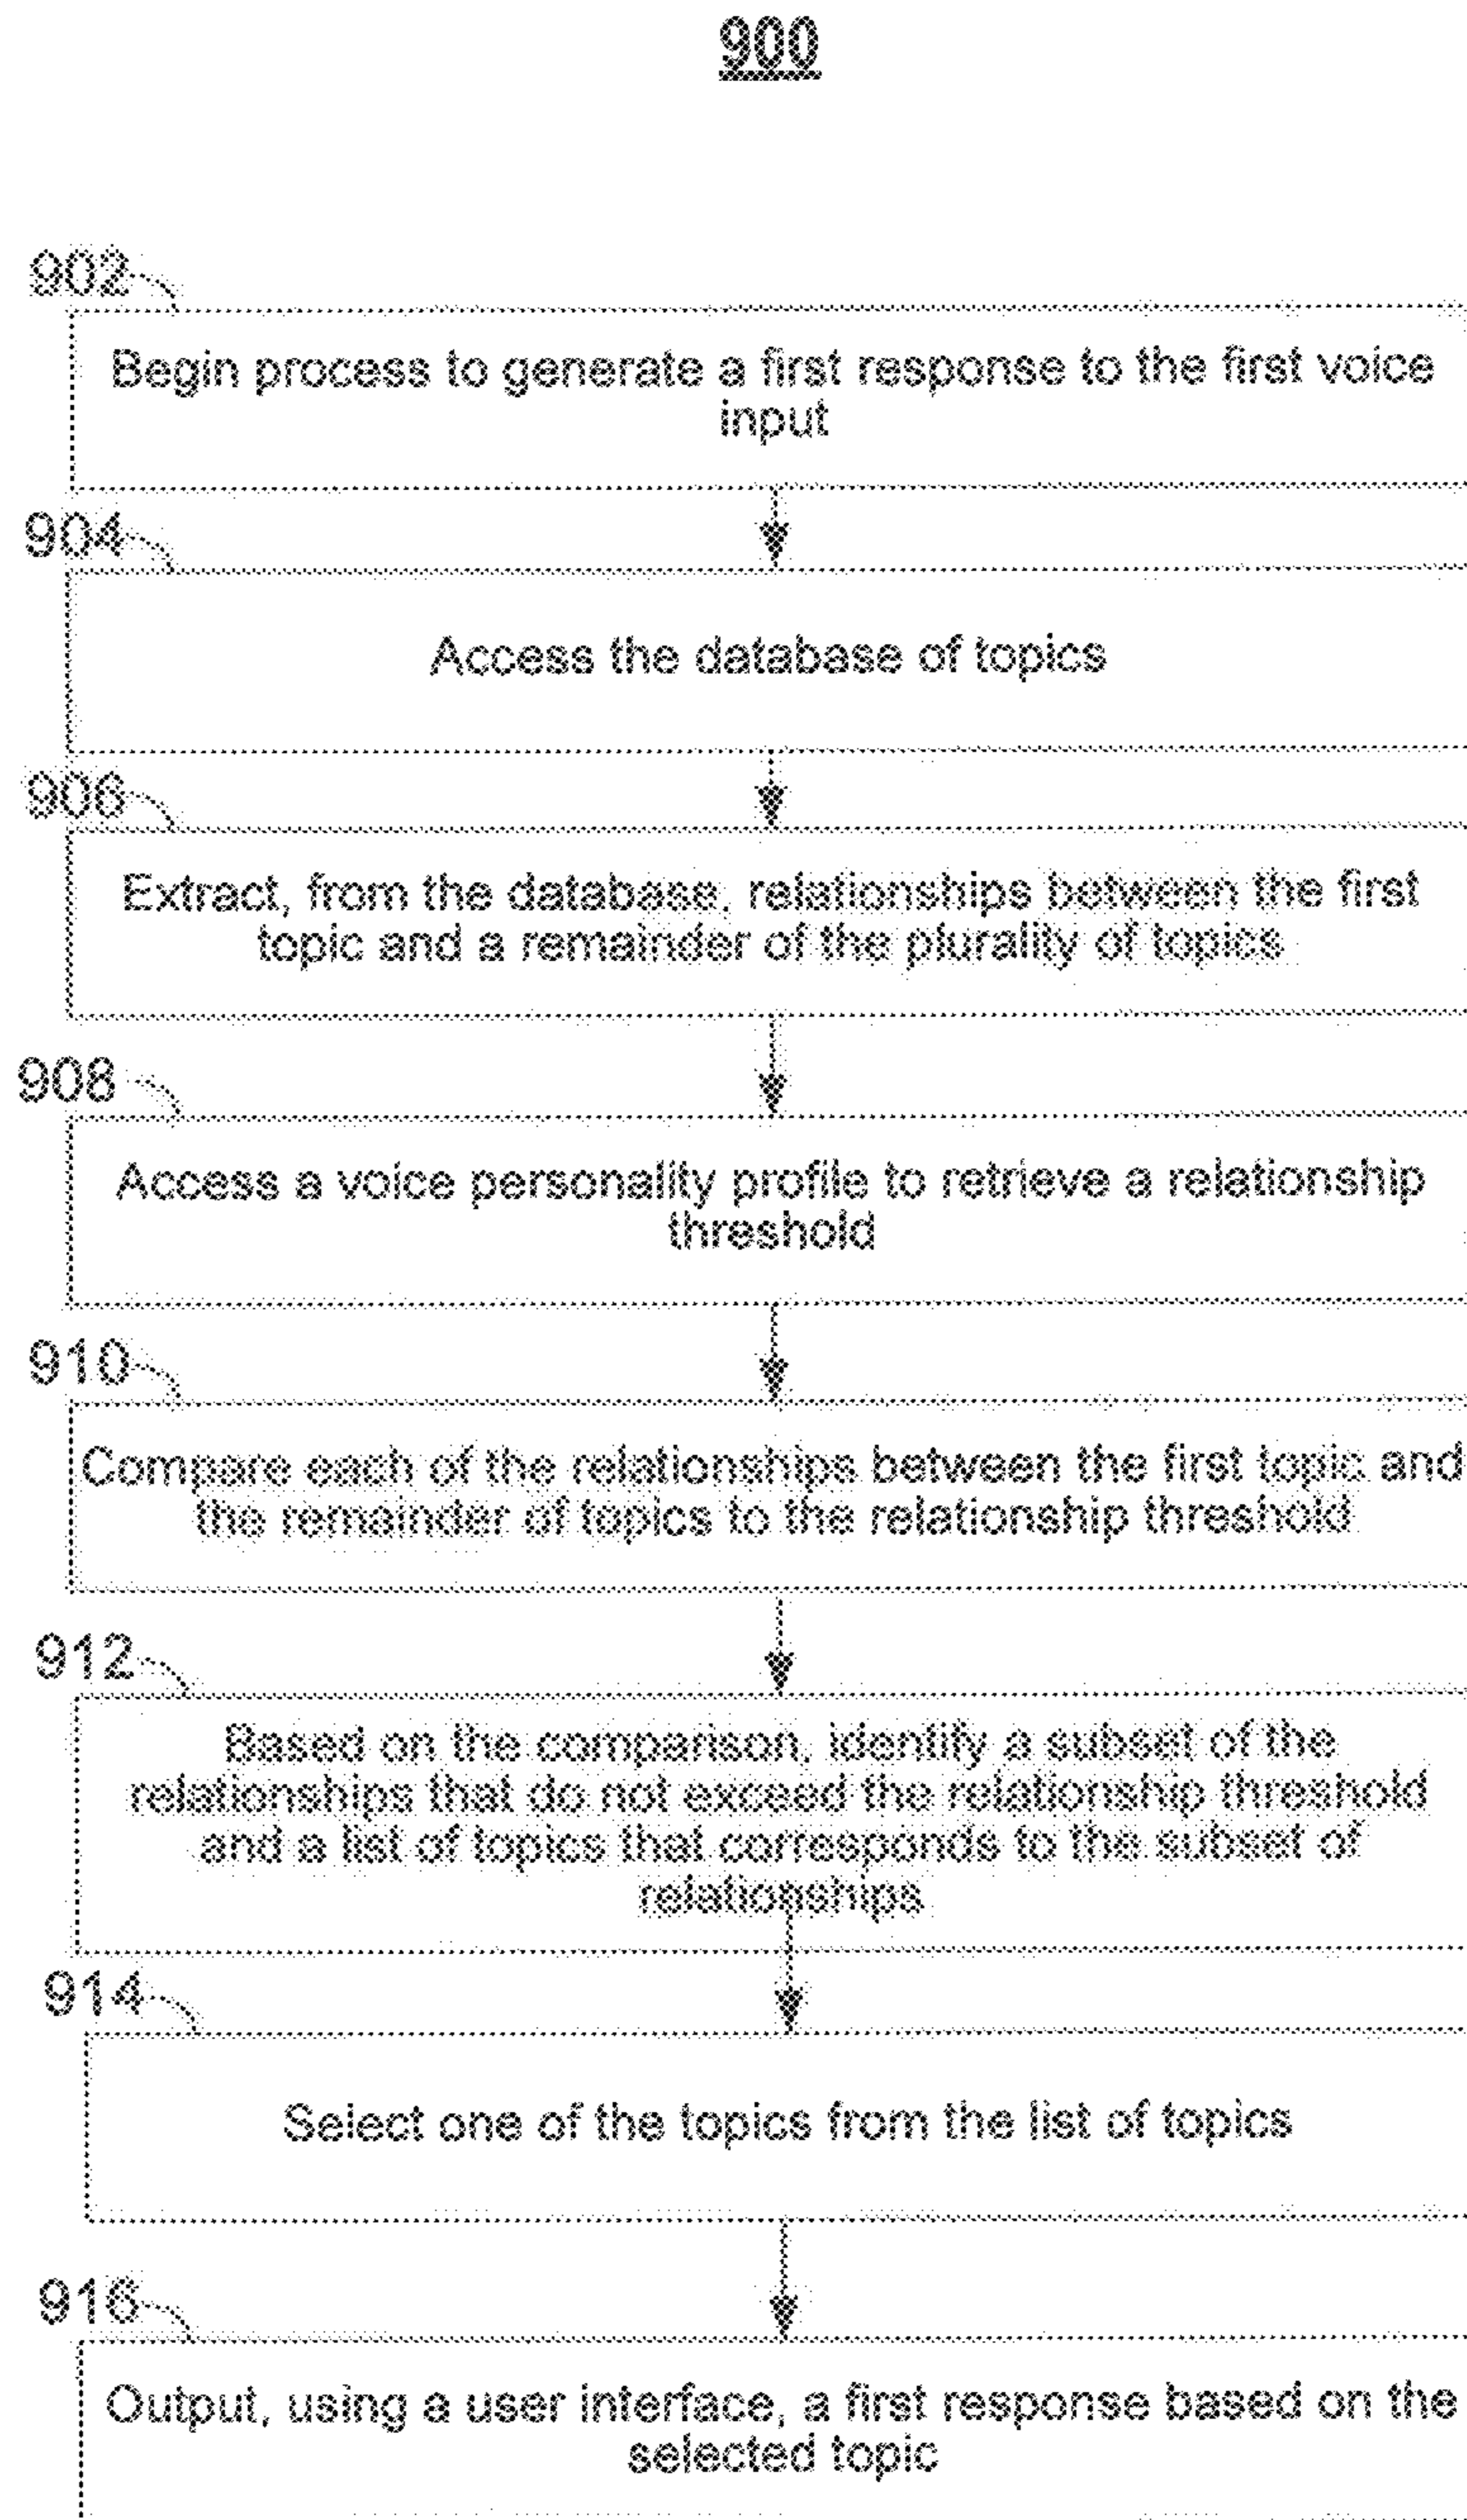 900
902
Begin process to generate a first response to the first voice
input
904
Access the database of topics
906
Extract, from the database, relationships between the first
topic and a remainder of the plurality of topics
908
Access a voice personality profile to retrieve a relationship
threshold
910
Compare each of the relationships between the first topic and
the remainder of topics to the relationship threshold
912
Based on the comparison, identify a subset of the
relationships that do not exceed the relationship threshold
and a list of topics that corresponds to the subset of
relationships
914
Select one of the topics from the list of topics
916
Output, using a user interface, a first response based on the
selected topic